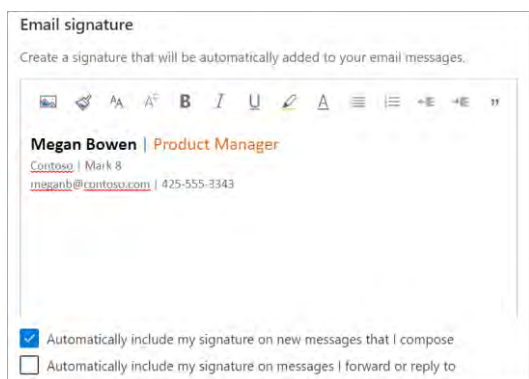 Email signature
Create a signature that will be automatically added to your email messages.
B I U A
Megan Bowen | Product Manager
Contoso | Mark 8
meganb@contoso.com | 425-555-3343
Automatically include my signature on new messages that I compose
Automatically include my signature on messages I forward or reply to